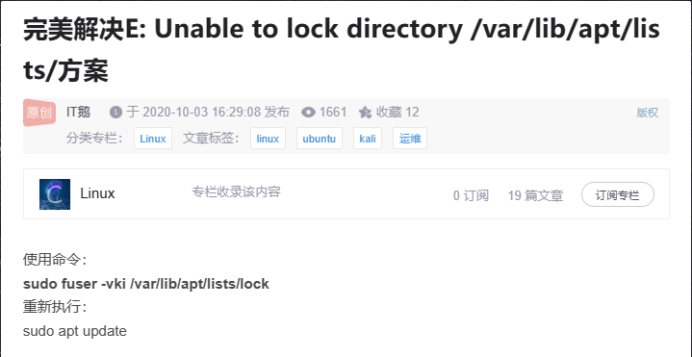 完美解决E: Unable to lock directory /var/lib/apt/lis
ts/方案
原创 IT鹅 于 2020-10-03 16:29:08 发布 1661 收藏 12 版权
分类专栏： Linux 文章标签： linux ubuntu kali 运维
Linux 专栏收录该内容 0 订阅 19 篇文章 订阅专栏
使用命令：
sudo fuser -vki /var/lib/apt/lists/lock
重新执行：
sudo apt update